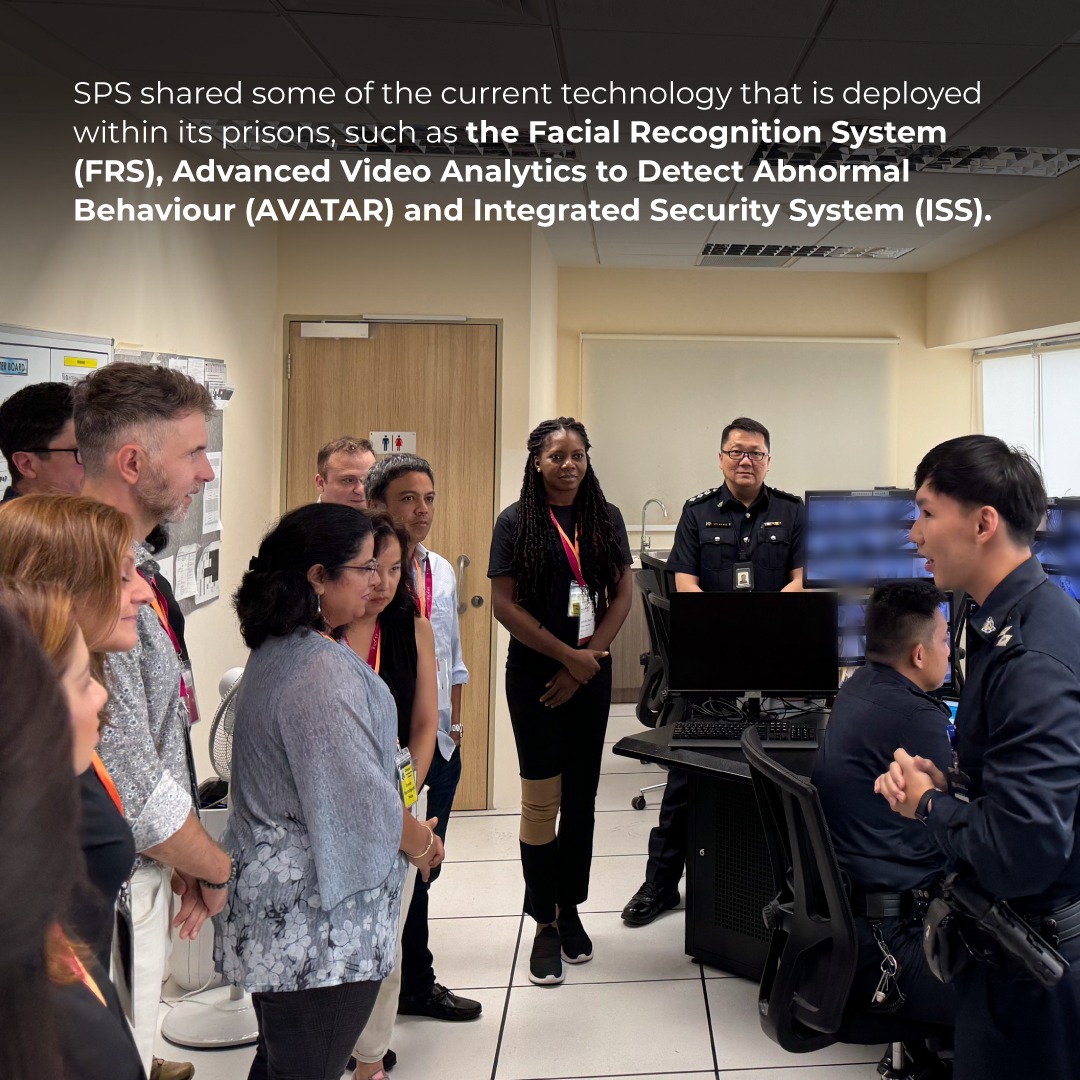 SPS shared some of the current technology that is deployed
within its prisons, such as the Facial Recognition System
(FRS), Advanced Video Analytics to Detect Abnormal
Behaviour (AVATAR) and Integrated Security System (ISS).
BOARD